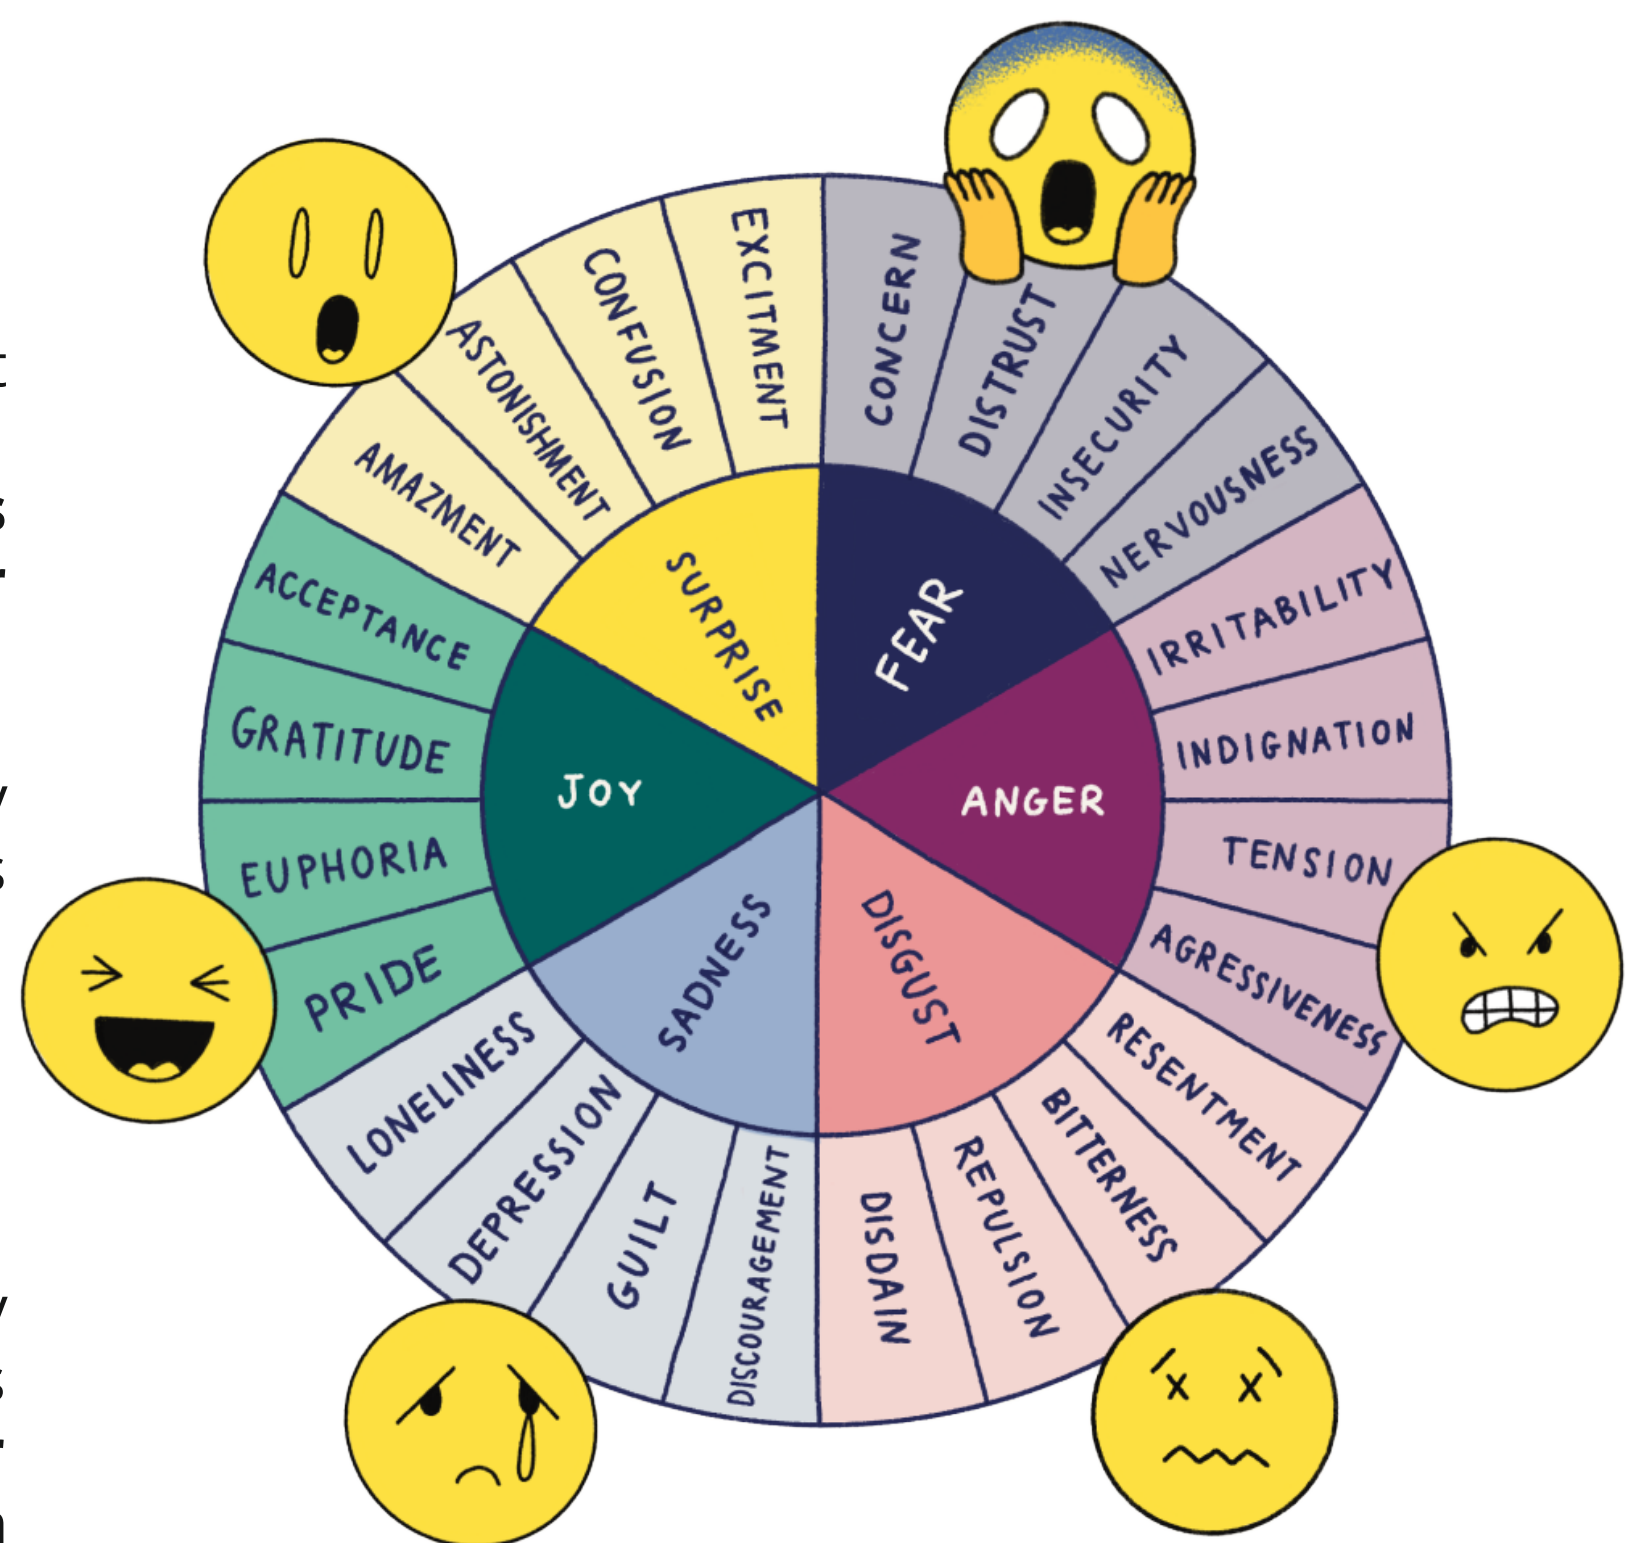 FEAR
CONCERN
DISTRUST
INSECURITY
NERVOUSNESS
ANGER
IRRITABILITY
INDIGNATION
TENSION
AGRESSIVENESS
DISGUST
RESENTMENT
BITTERNESS
REPULSION
DISDAIN
SADNESS
DISCOURAGEMENT
GUILT
DEPRESSION
LONELINESS
JOY
PRIDE
EUPHORIA
GRATITUDE
ACCEPTANCE
SURPRISE
AMAZMENT
ASTONISHMENT
CONFUSION
EXCITMENT